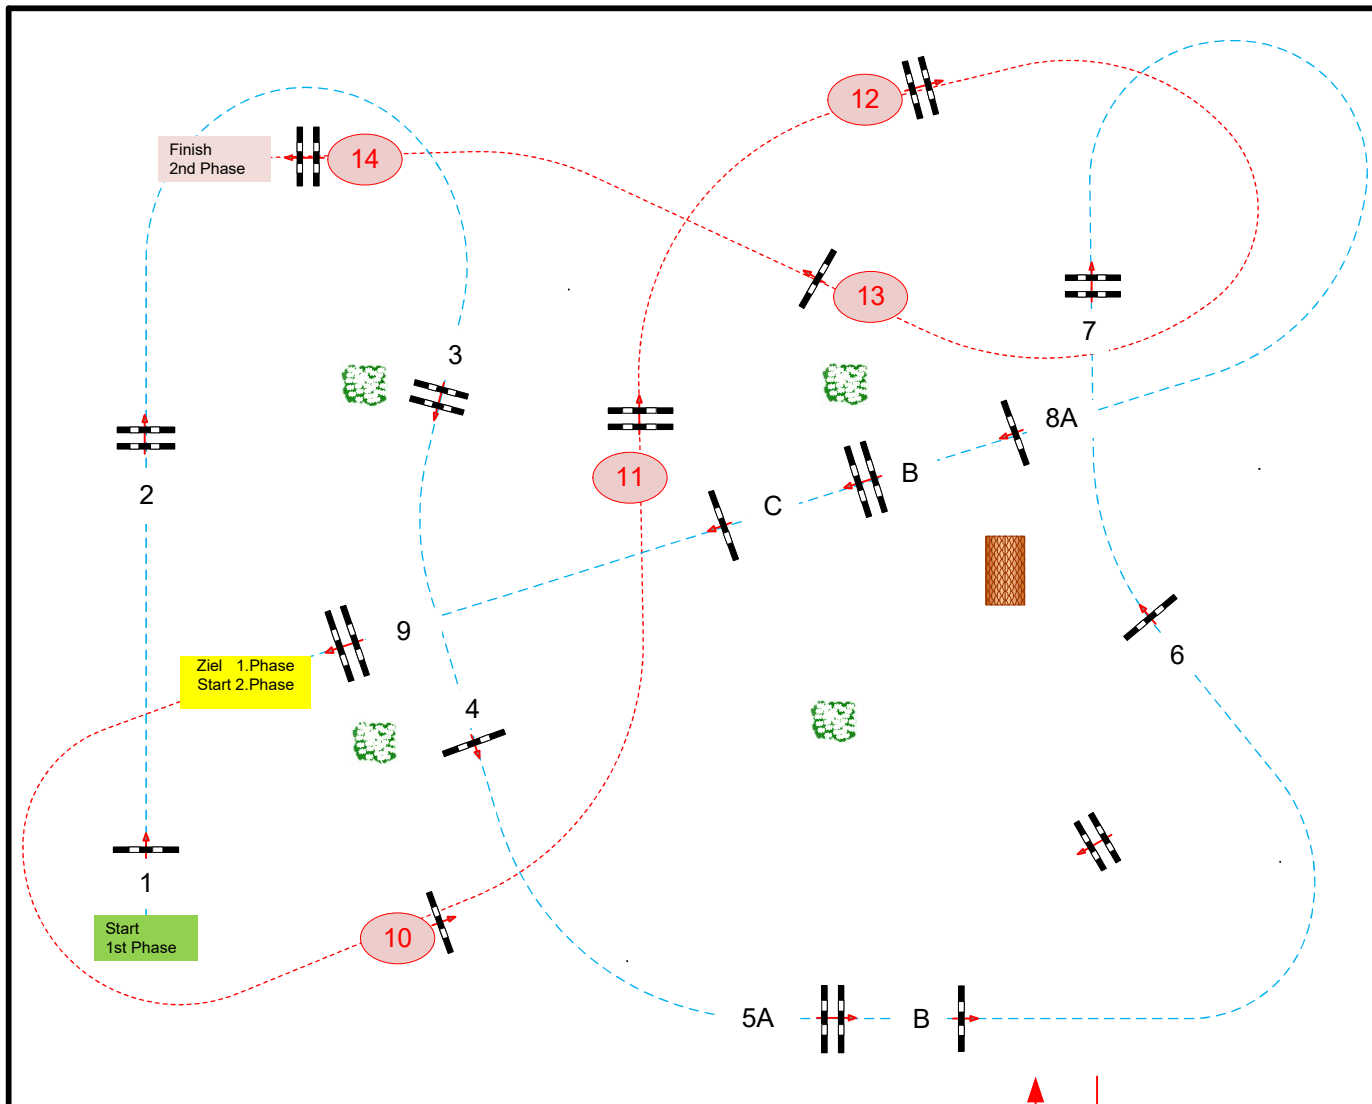 12
Finish
2nd Phase
14
13
7
3
8A
B
11
2
C
9
Ziel 1.Phase
Start 2.Phase
6
4
1
Start
1st Phase
10
5A
B